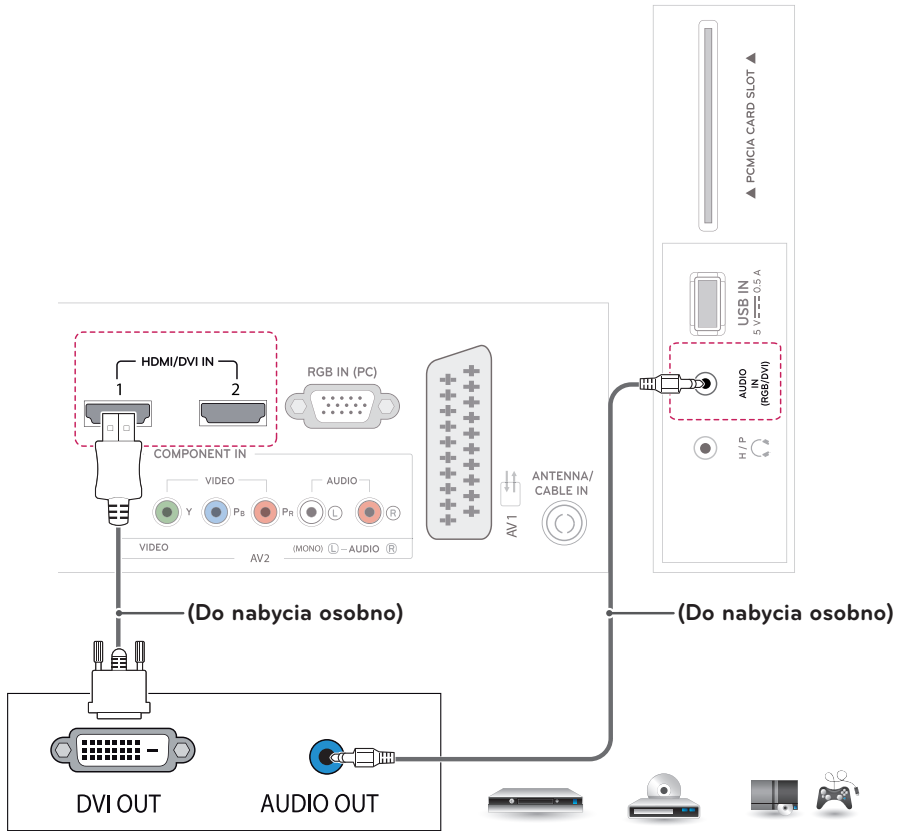 ▲ PCMCIA CARD SLOT ▲
USB IN
5 V 0.5 A
AUDIO
IN
(RGB/DVI)
H / P
HDMI/DVI IN
1
2
RGB IN (PC)
COMPONENT IN
VIDEO
AUDIO
Y
PB
PR
L
R
VIDEO
AV2
(MONO) L – AUDIO R
AV1
ANTENNA/
CABLE IN
(Do nabycia osobno)
(Do nabycia osobno)
DVI OUT
AUDIO OUT